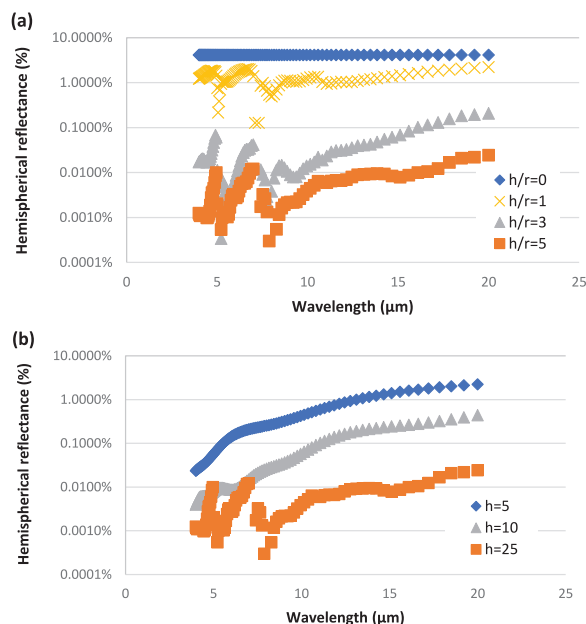 (a)
Hemispherical reflectance (%)
10.0000%
1.0000%
0.1000%
0.0100%
0.0010%
0.0001%
h/r=0
h/r=1
h/r=3
h/r=5
0 5 10 15 20 25
Wavelength (μm)
(b)
Hemispherical reflectance (%)
10.0000%
1.0000%
0.1000%
0.0100%
0.0010%
0.0001%
h=5
h=10
h=25
0 5 10 15 20 25
Wavelength (μm)